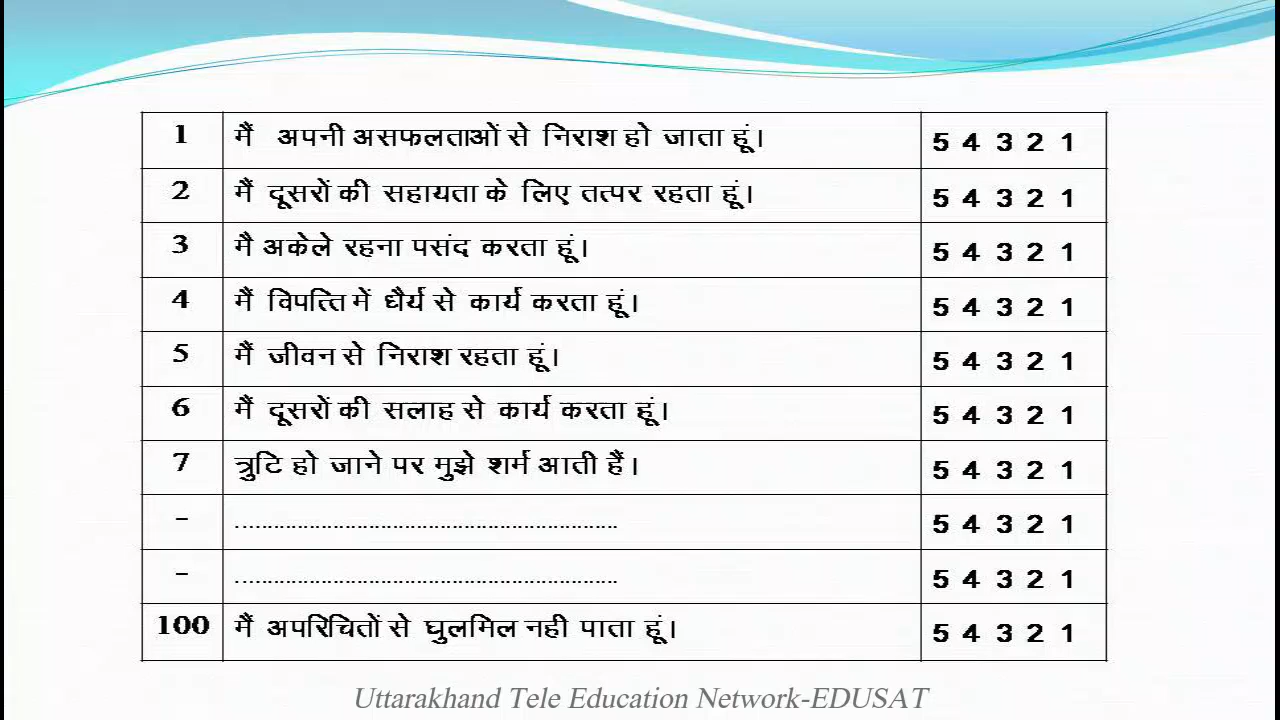 1 मैं अपनी असफलताओं से निराश हो जाता हूं। 5 4 3 2 1
2 मैं दूसरों की सहायता के लिए तत्पर रहता हूं। 5 4 3 2 1
3 मै अकेले रहना पसंद करता हूं। 5 4 3 2 1
4 मैं विपत्ति में धैर्य से कार्य करता हूं। 5 4 3 2 1
5 मैं जीवन से निराश रहता हूं। 5 4 3 2 1
6 मैं दूसरों की सलाह से कार्य करता हूं। 5 4 3 2 1
7 त्रुटि हो जाने पर मुझे शर्म आती हैं। 5 4 3 2 1
- ............................................................ 5 4 3 2 1
- ............................................................ 5 4 3 2 1
100 मैं अपरिचितों से घुलमिल नही पाता हूं। 5 4 3 2 1
Uttarakhand Tele Education Network-EDUSAT